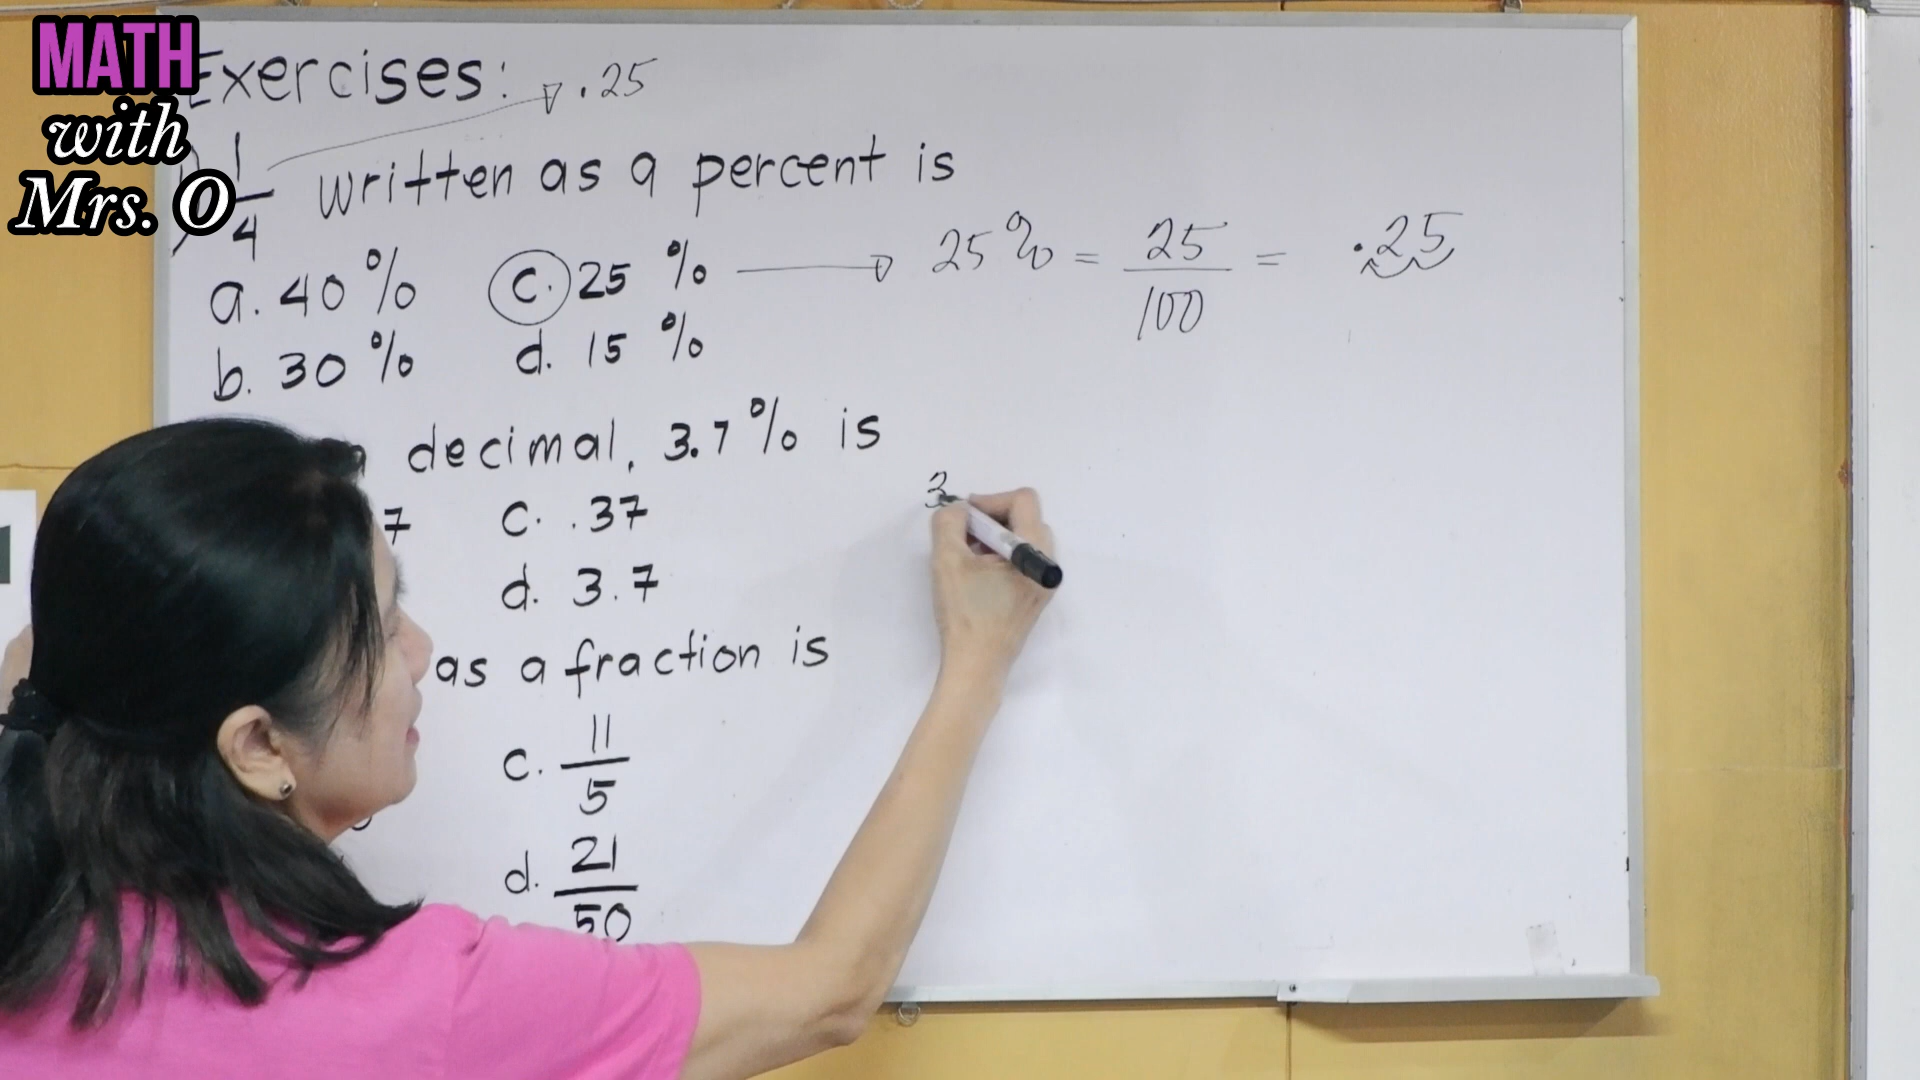 MATH
with
Mrs. O
Exercises: .25
1/4 written as a percent is
a. 40% c. 25% 25% = 25/100 = .25
b. 30% d. 15%
decimal, 3.7% is
7 c. .37 3
d. 3.7
as a fraction is
c. 11/5
d. 21/50